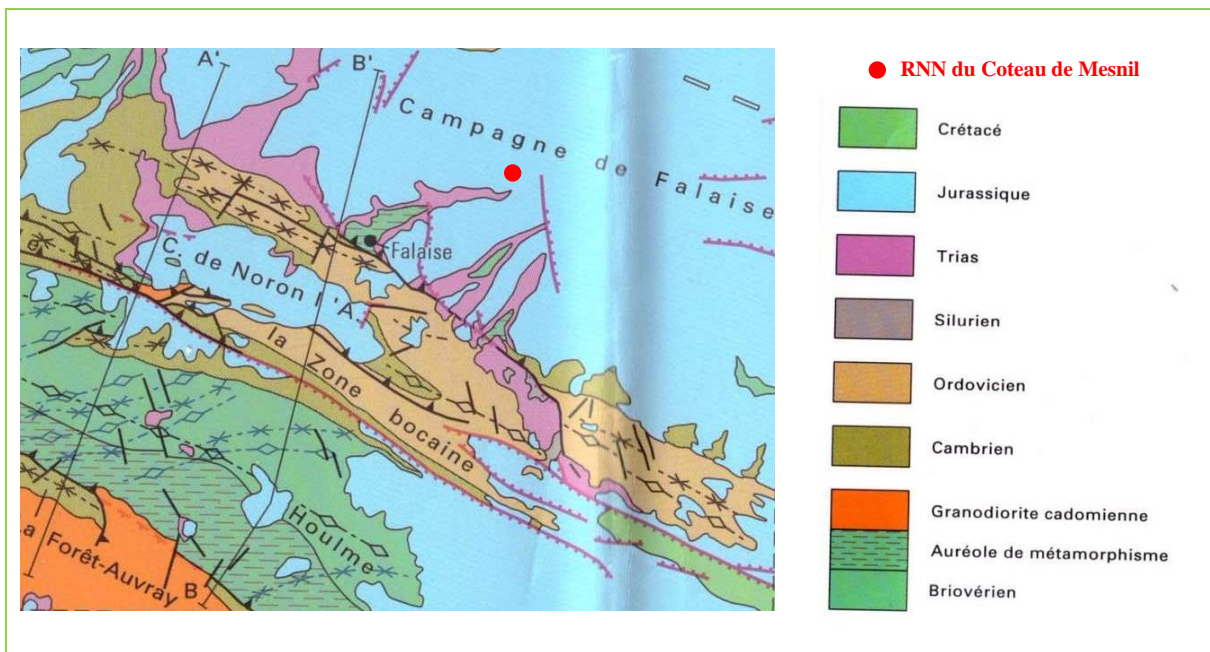 A'
B'
Campagne de Falaise
Falaise
C. de Noron l'A.
la Zone bocaine
Houlme
La Forêt-Auvray
B
RNN du Coteau de Mesnil
Crétacé
Jurassique
Trias
Silurien
Ordovicien
Cambrien
Granodiorite cadomienne
Auréole de métamorphisme
Briovérien